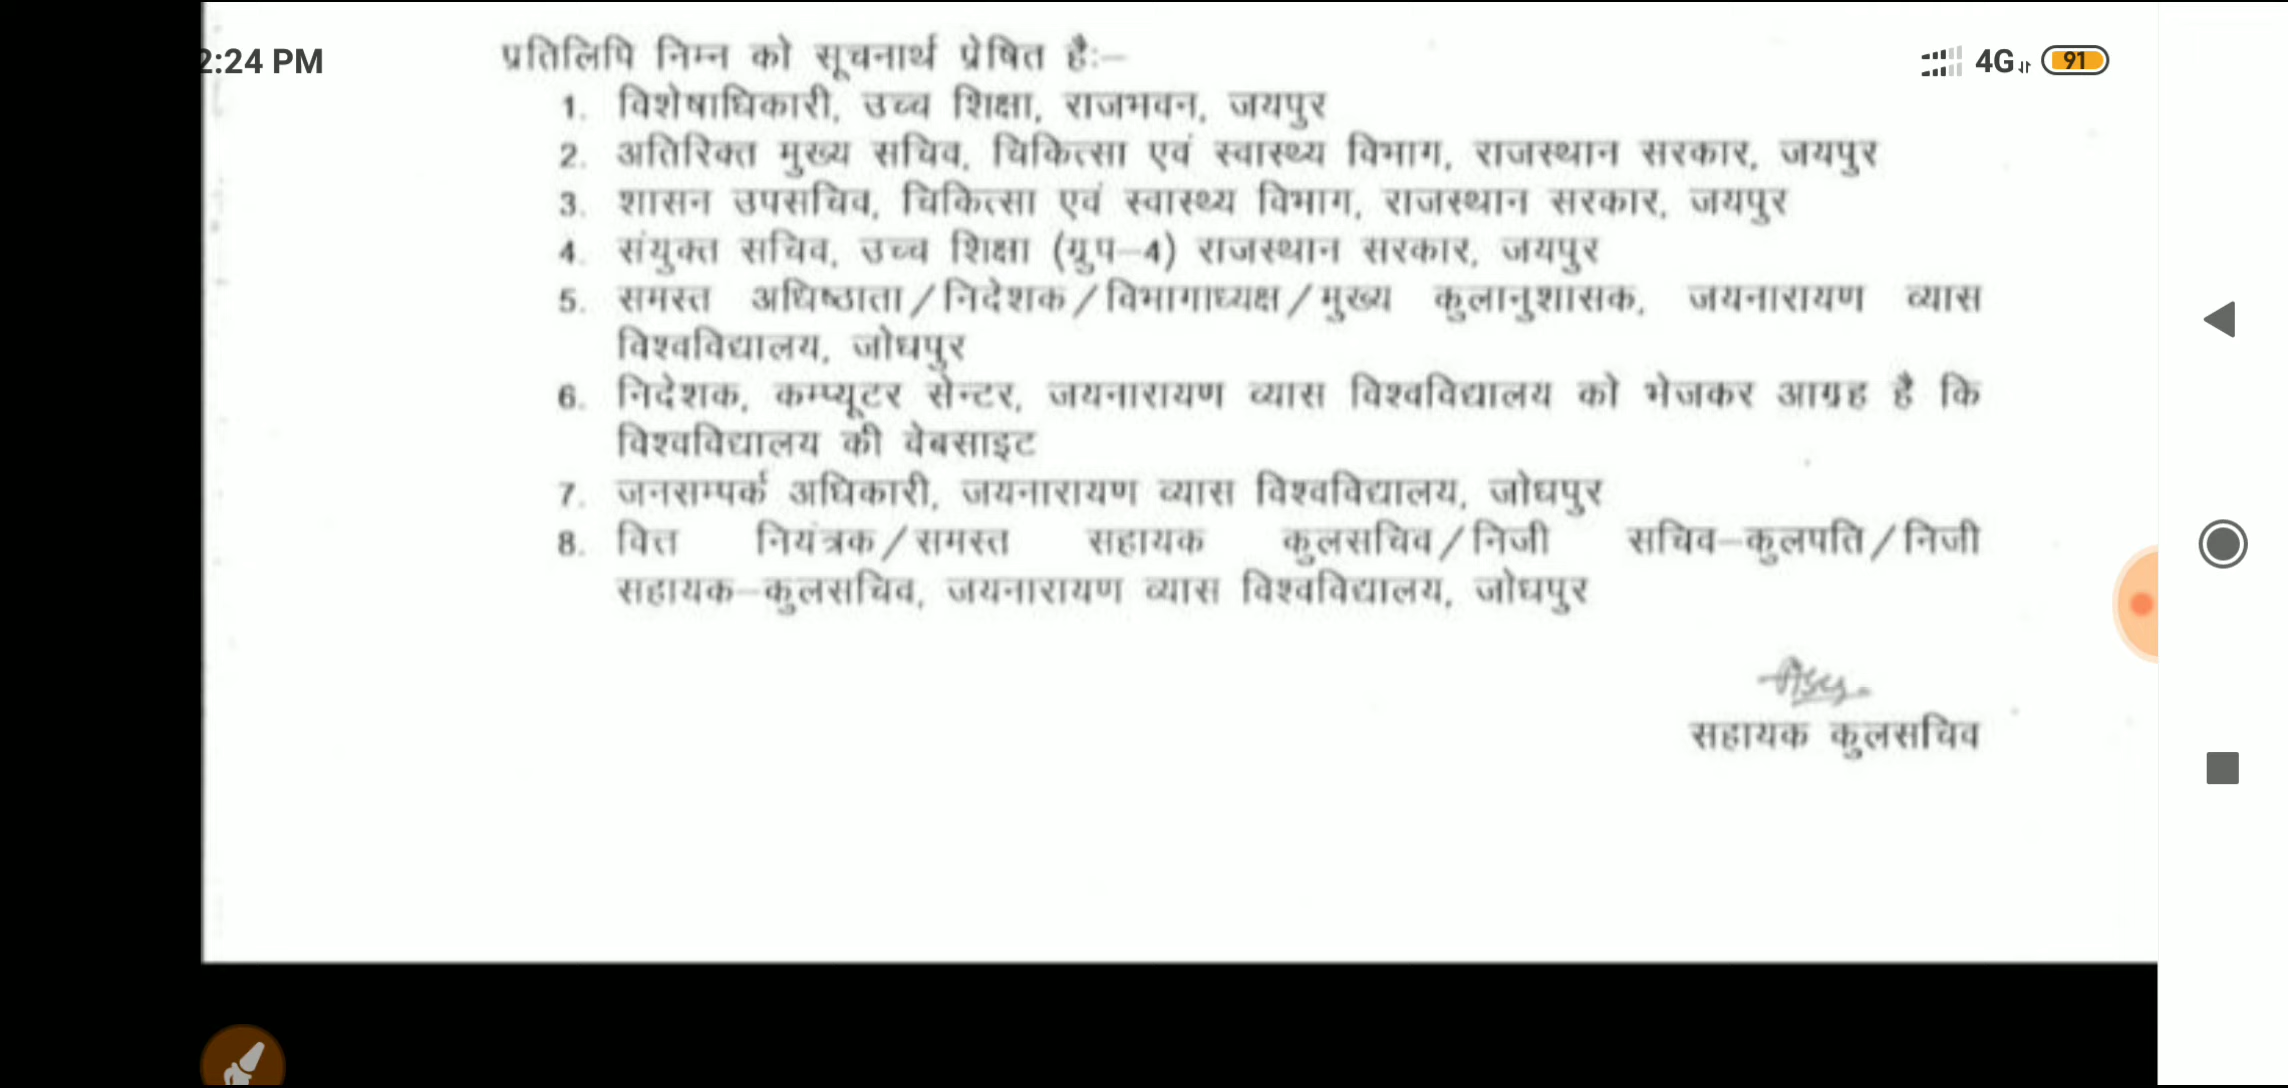 2:24 PM
4G
91
प्रतिलिपि निम्न को सूचनार्थ प्रेषित है:–
1. विशेषाधिकारी, उच्च शिक्षा, राजभवन, जयपुर
2. अतिरिक्त मुख्य सचिव, चिकित्सा एवं स्वास्थ्य विभाग, राजस्थान सरकार, जयपुर
3. शासन उपसचिव, चिकित्सा एवं स्वास्थ्य विभाग, राजस्थान सरकार, जयपुर
4. संयुक्त सचिव, उच्च शिक्षा (ग्रुप–4) राजस्थान सरकार, जयपुर
5. समस्त अधिष्ठाता/निदेशक/विभागाध्यक्ष/मुख्य कुलानुशासक, जयनारायण व्यास
विश्वविद्यालय, जोधपुर
6. निदेशक, कम्प्यूटर सेन्टर, जयनारायण व्यास विश्वविद्यालय को भेजकर आग्रह है कि
विश्वविद्यालय की वेबसाइट
7. जनसम्पर्क अधिकारी, जयनारायण व्यास विश्वविद्यालय, जोधपुर
8. वित्त नियंत्रक/समस्त सहायक कुलसचिव/निजी सचिव–कुलपति/निजी
सहायक–कुलसचिव, जयनारायण व्यास विश्वविद्यालय, जोधपुर
सहायक कुलसचिव